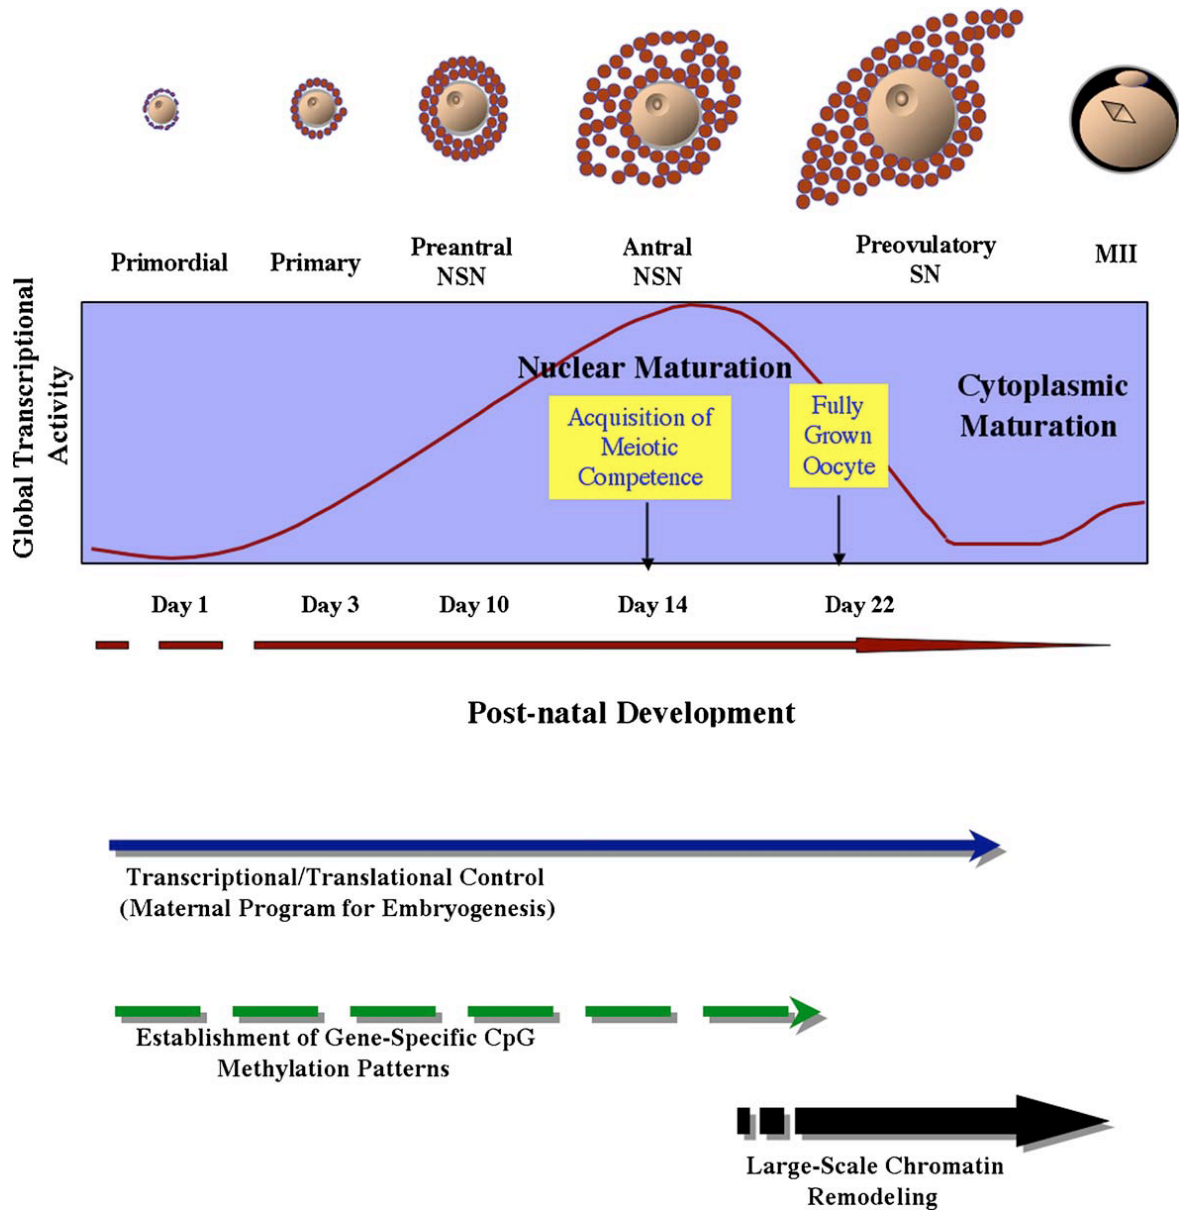 Primordial
Primary
Preantral
NSN
Antral
NSN
Preovulatory
SN
MII
Global Transcriptional
Activity
Nuclear Maturation
Acquisition of
Meiotic
Competence
Fully
Grown
Oocyte
Cytoplasmic
Maturation
Day 1
Day 3
Day 10
Day 14
Day 22
Post-natal Development
Transcriptional/Translational Control
(Maternal Program for Embryogenesis)
Establishment of Gene-Specific CpG
Methylation Patterns
Large-Scale Chromatin
Remodeling